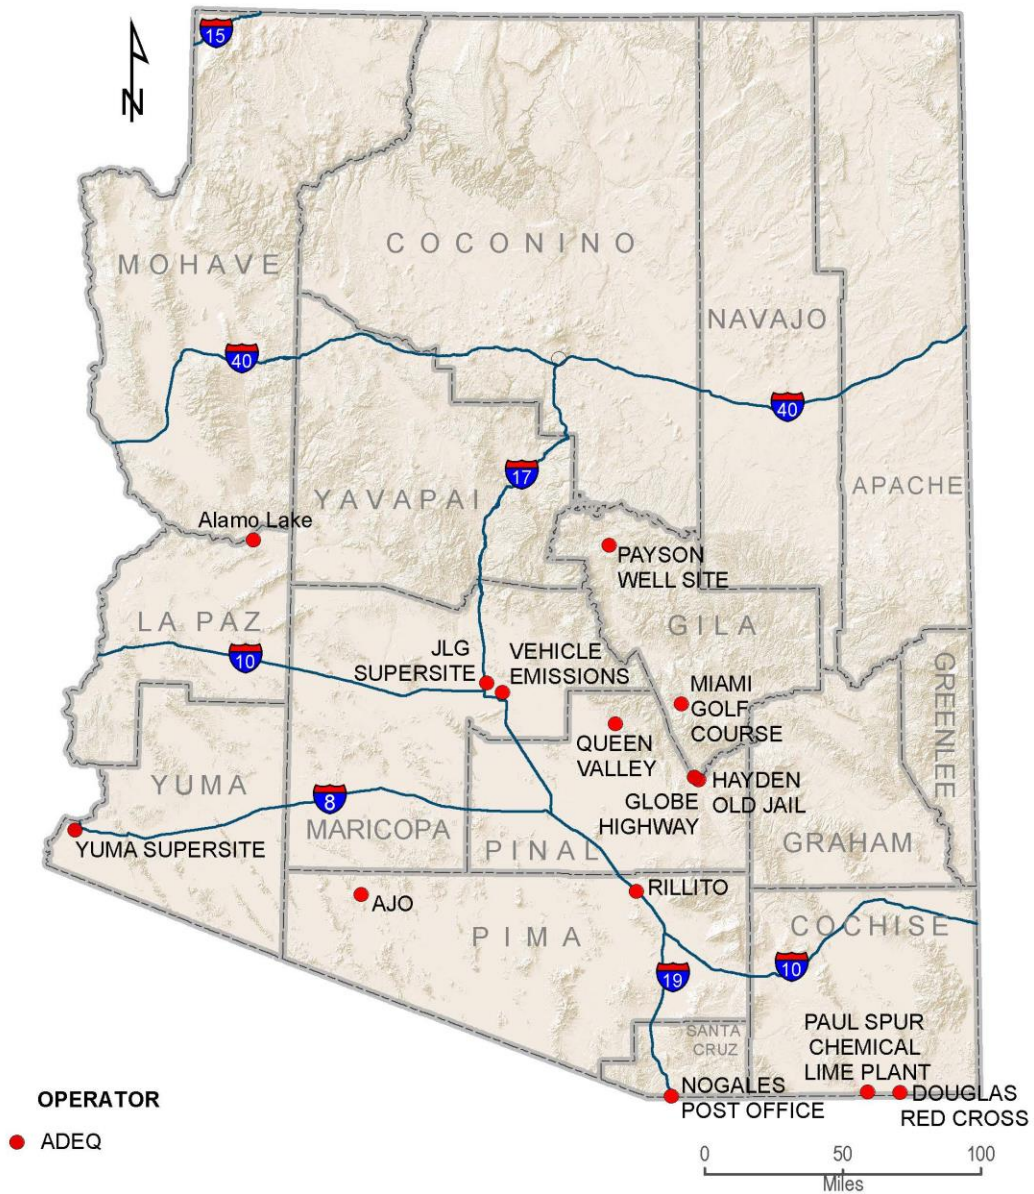 15
N
COCONINO
MOHAVE
NAVAJO
40
40
17
APACHE
YAVAPAI
Alamo Lake
PAYSON
WELL SITE
LA PAZ
GILA
10
JLG
SUPERSITE
VEHICLE
EMISSIONS
GREENLEE
MIAMI
GOLF
COURSE
QUEEN
VALLEY
YUMA
HAYDEN
OLD JAIL
GLOBE
HIGHWAY
8
MARICOPA
PINAL
GRAHAM
YUMA SUPERSITE
RILLITO
AJO
COCHISE
PIMA
10
19
PAUL SPUR
CHEMICAL
LIME PLANT
SANTA
CRUZ
NOGALES
POST OFFICE
DOUGLAS
RED CROSS
OPERATOR
ADEQ
0 50 100
Miles